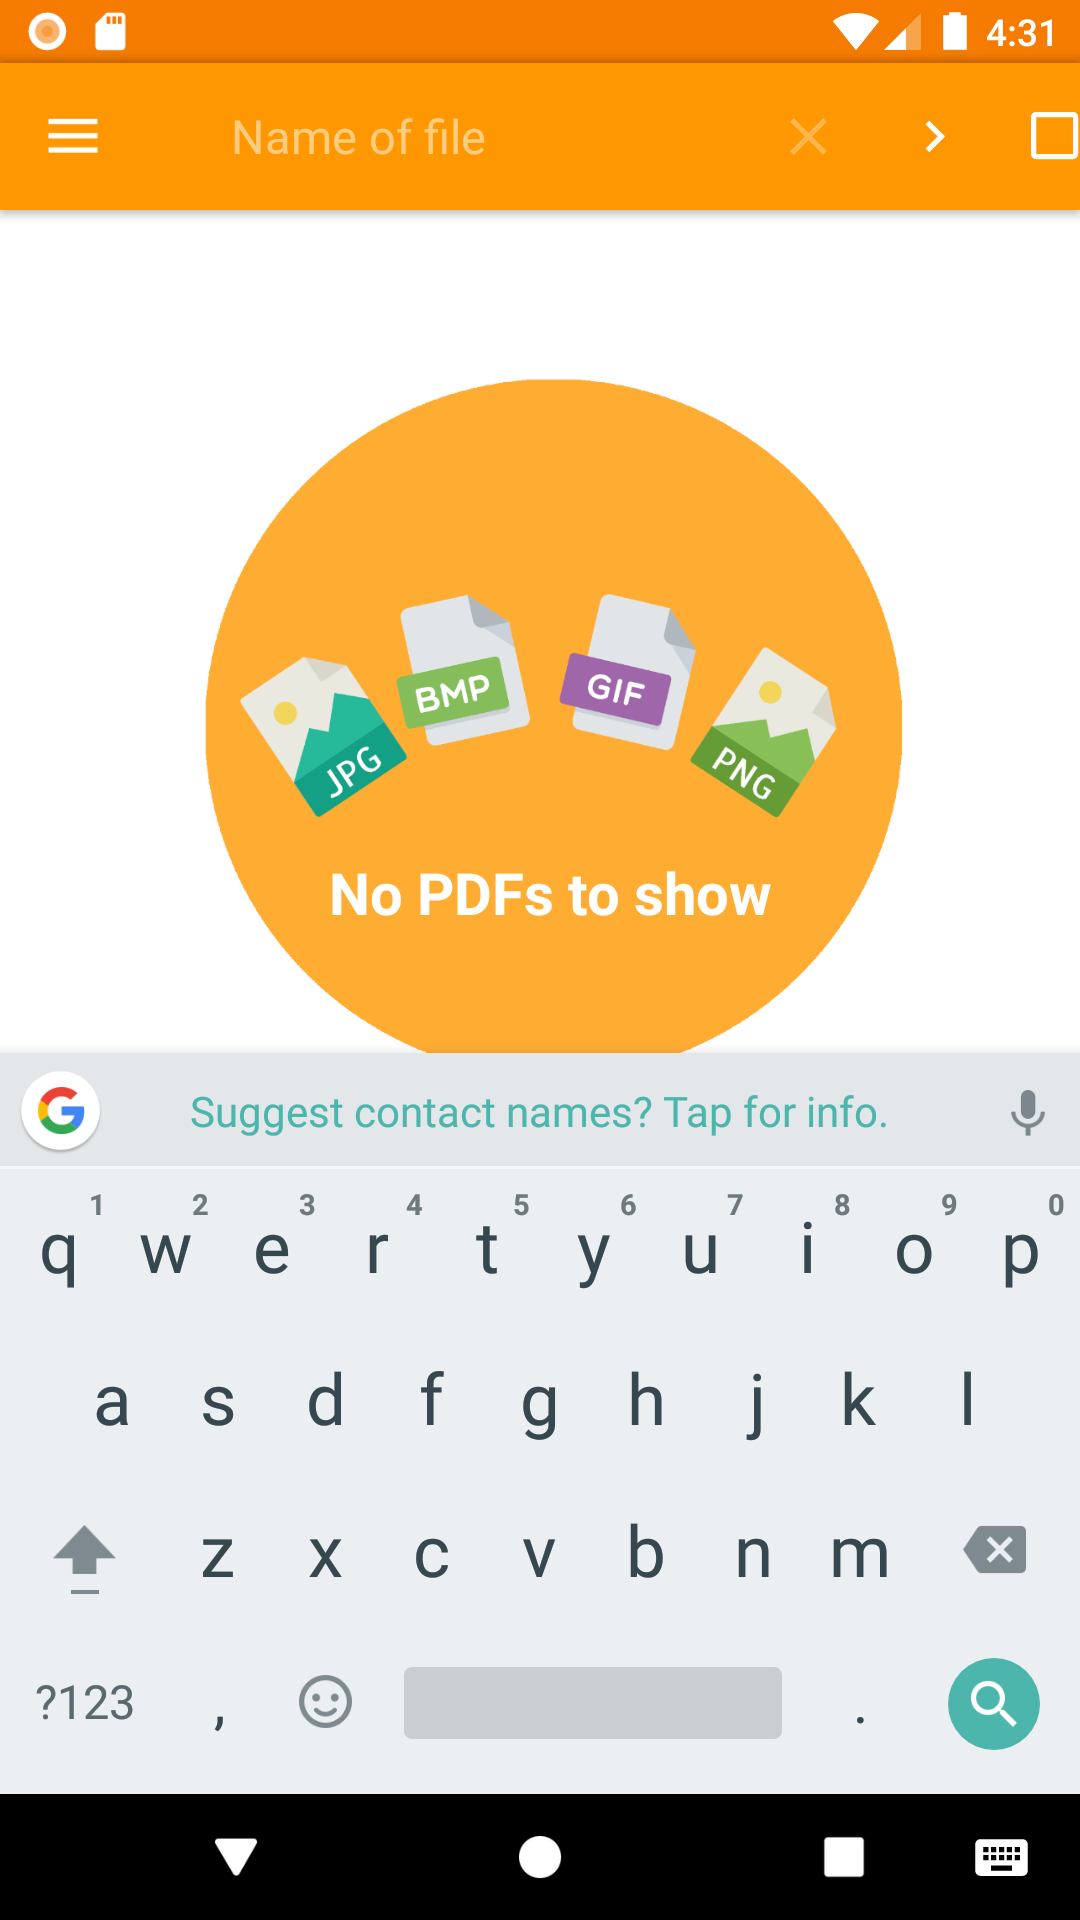 4:31
Name of file
JPG
BMP
GIF
PNG
No PDFs to show
G
Suggest contact names? Tap for info.
1 2 3 4 5 6 7 8 9 0
q w e r t y u i o p
a s d f g h j k l
z x c v b n m
?123 , .